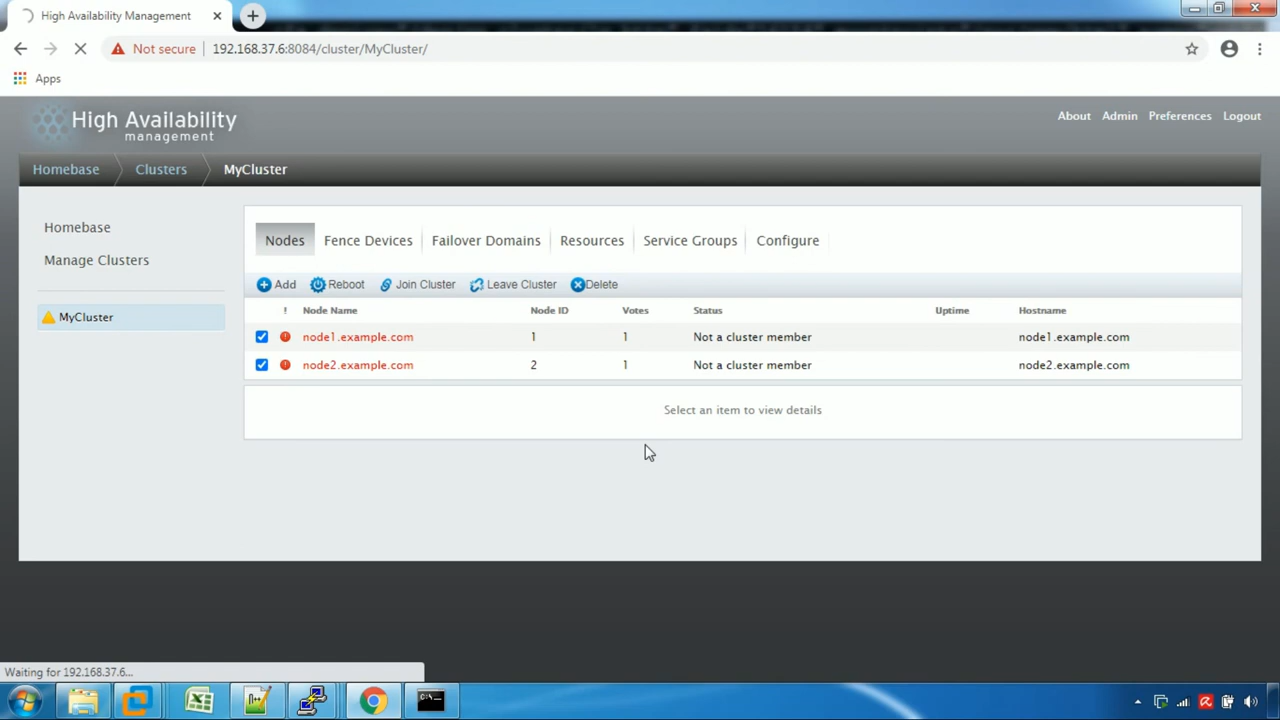 High Availability Management
Not secure 192.168.37.6:8084/cluster/MyCluster/
Apps
High Availability
management
About Admin Preferences Logout
Homebase Clusters MyCluster
Homebase
Manage Clusters
MyCluster
Nodes Fence Devices Failover Domains Resources Service Groups Configure
Add Reboot Join Cluster Leave Cluster Delete
! Node Name Node ID Votes Status Uptime Hostname
node1.example.com 1 1 Not a cluster member node1.example.com
node2.example.com 2 1 Not a cluster member node2.example.com
Select an item to view details
Waiting for 192.168.37.6...